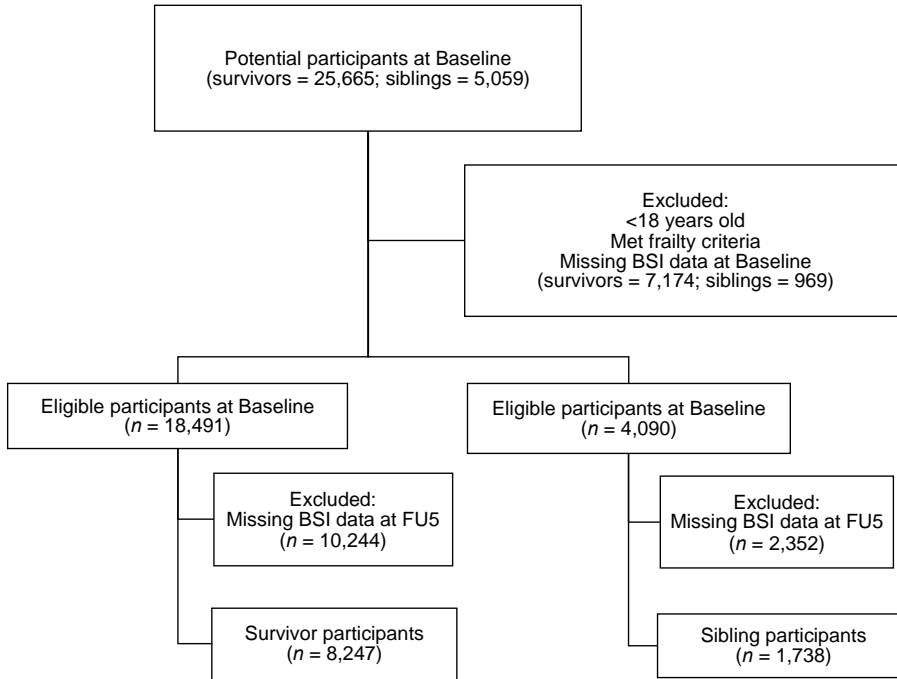 Potential participants at Baseline
(survivors = 25,665; siblings = 5,059)
Excluded:
<18 years old
Met frailty criteria
Missing BSI data at Baseline
(survivors = 7,174; siblings = 969)
Eligible participants at Baseline
(n = 18,491)
Eligible participants at Baseline
(n = 4,090)
Excluded:
Missing BSI data at FU5
(n = 10,244)
Excluded:
Missing BSI data at FU5
(n = 2,352)
Survivor participants
(n = 8,247)
Sibling participants
(n = 1,738)